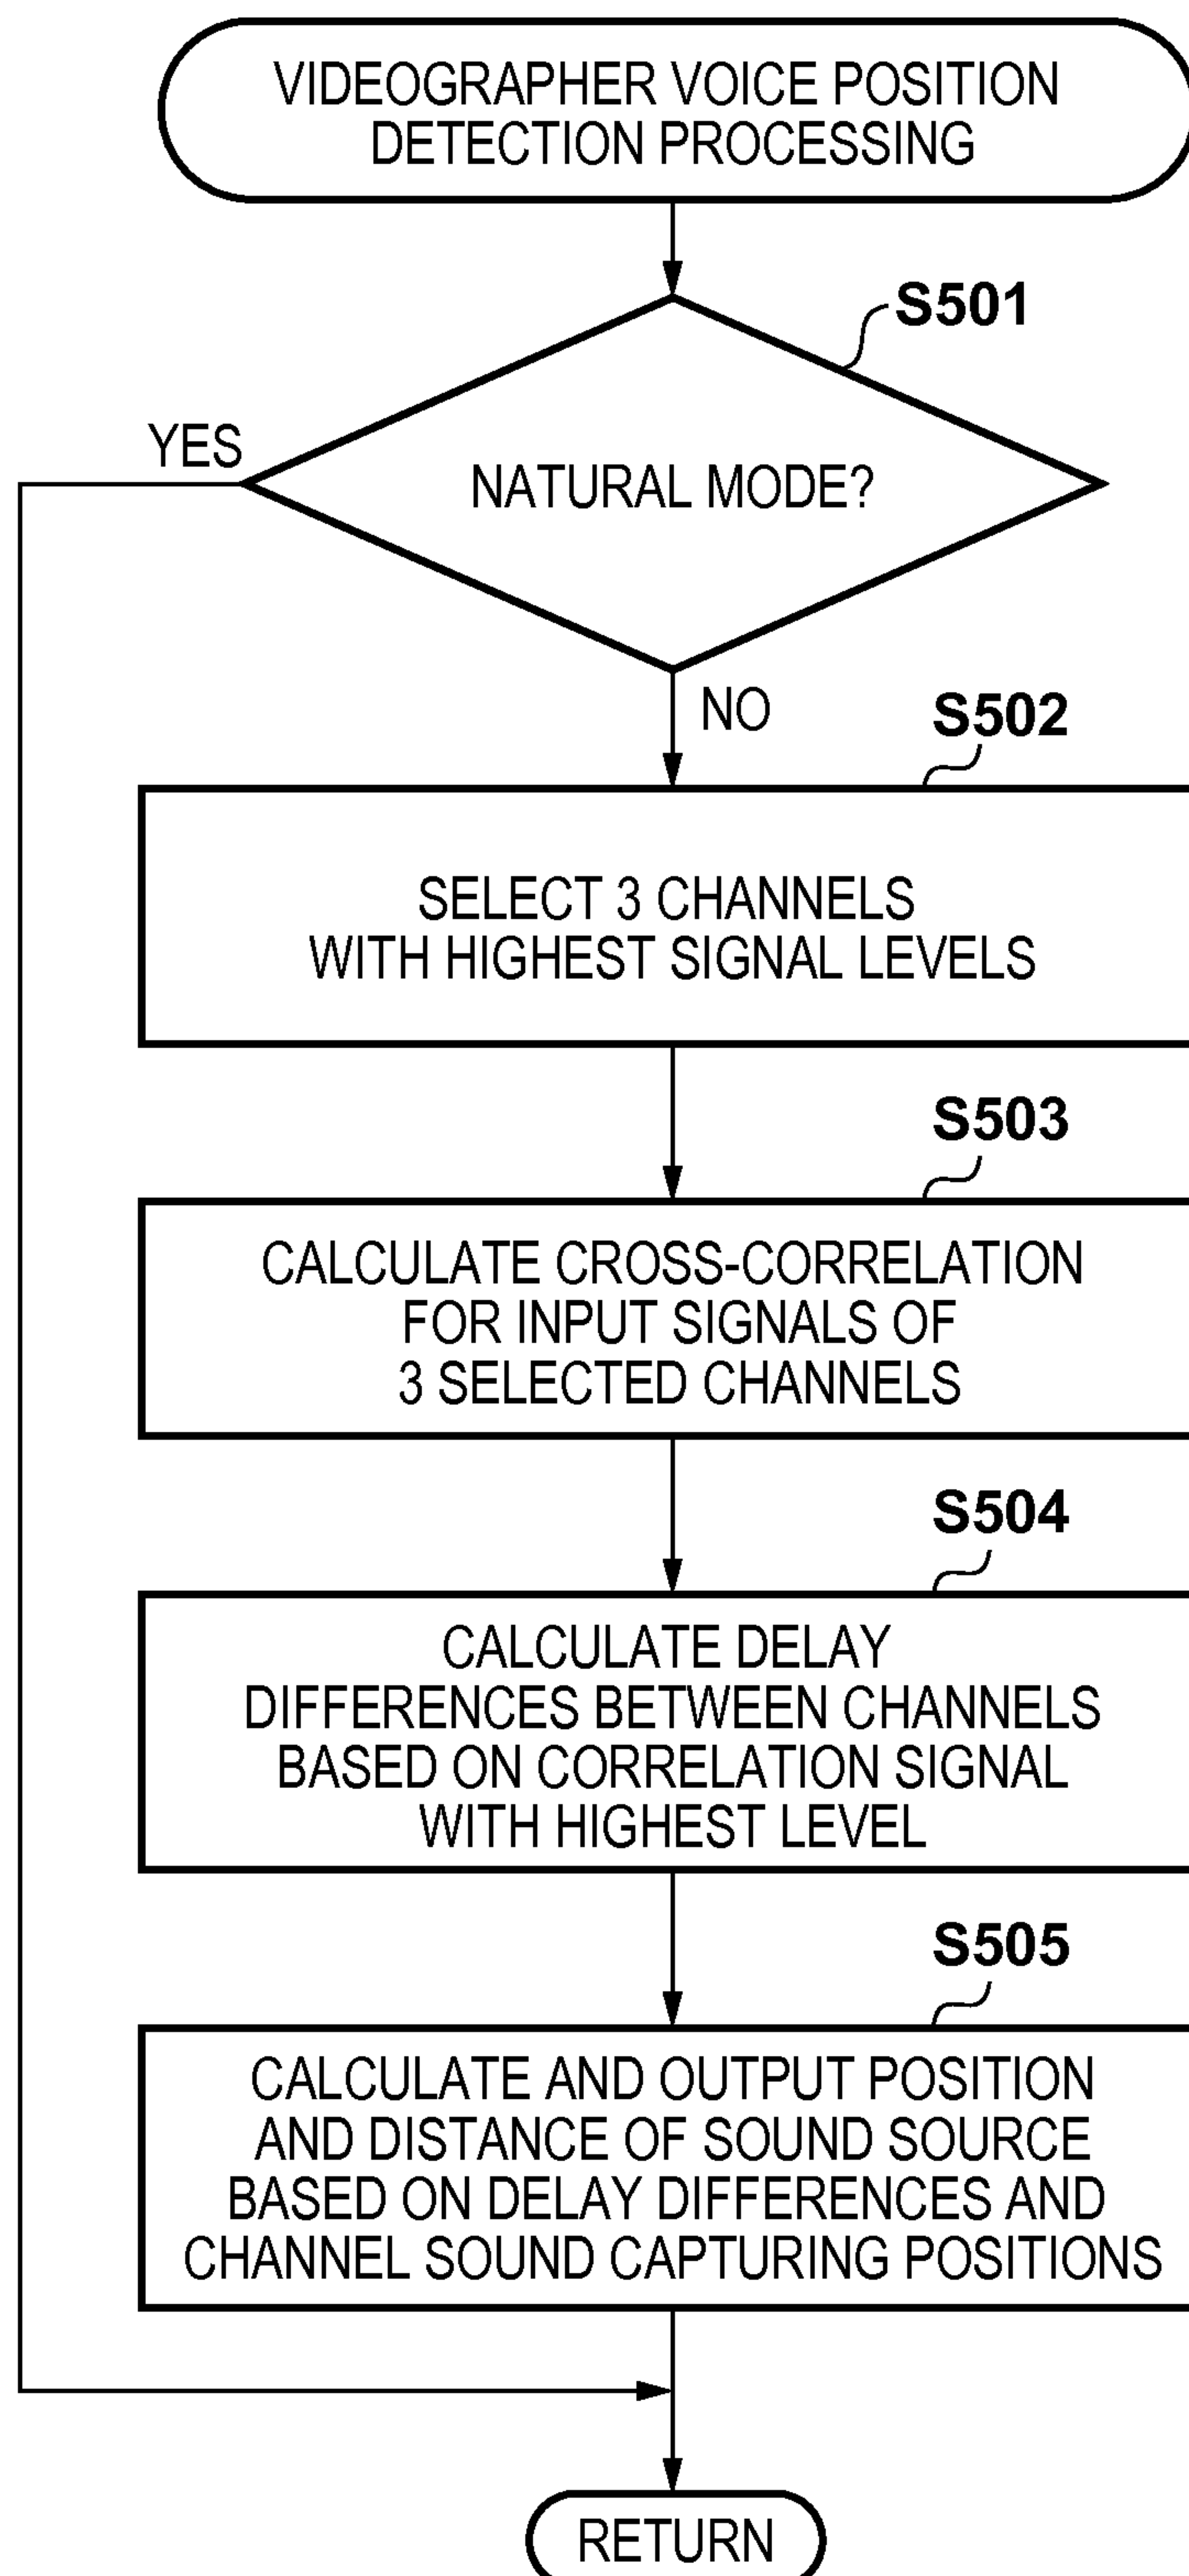 VIDEOGRAPHER VOICE POSITION
DETECTION PROCESSING
S501
YES
NATURAL MODE?
NO
S502
SELECT 3 CHANNELS
WITH HIGHEST SIGNAL LEVELS
S503
CALCULATE CROSS-CORRELATION
FOR INPUT SIGNALS OF
3 SELECTED CHANNELS
S504
CALCULATE DELAY
DIFFERENCES BETWEEN CHANNELS
BASED ON CORRELATION SIGNAL
WITH HIGHEST LEVEL
S505
CALCULATE AND OUTPUT POSITION
AND DISTANCE OF SOUND SOURCE
BASED ON DELAY DIFFERENCES AND
CHANNEL SOUND CAPTURING POSITIONS
RETURN